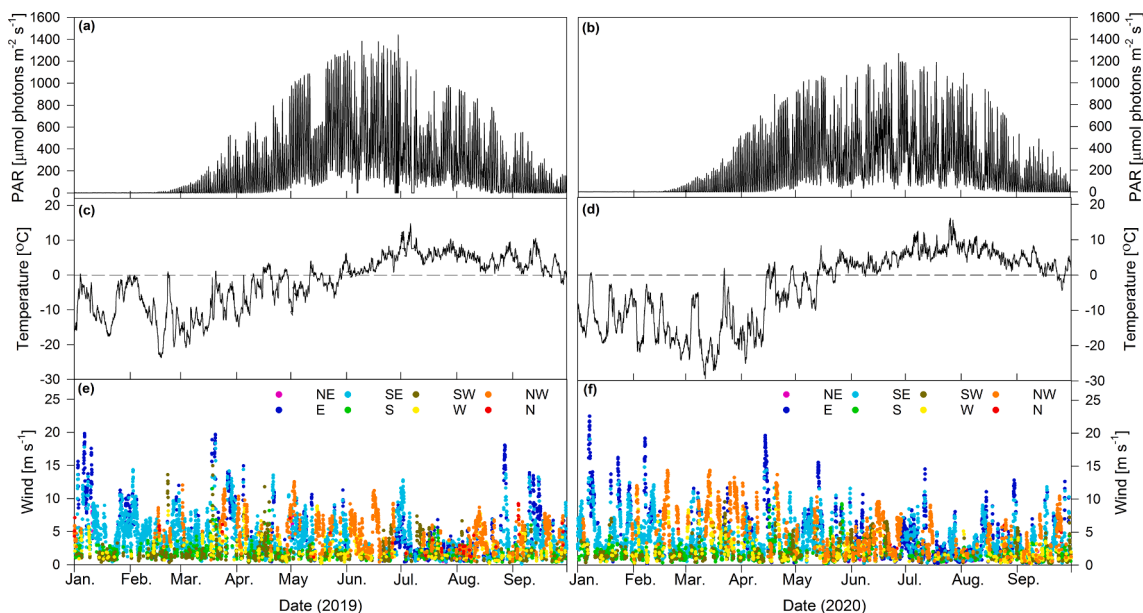 (a)
1600
1400
1200
1000
800
600
400
200
0
PAR [µmol photons m-2 s-1]
(b)
1600
1400
1200
1000
800
600
400
200
0
PAR [µmol photons m-2 s-1]
(c)
20
10
0
-10
-20
-30
Temperature [OC]
(d)
20
10
0
-10
-20
-30
Temperature [OC]
(e)
NE SE SW NW
E S W N
25
20
15
10
5
0
Wind [m s-1]
Jan. Feb. Mar. Apr. May Jun. Jul. Aug. Sep.
Date (2019)
(f)
NE SE SW NW
E S W N
25
20
15
10
5
0
Wind [m s-1]
Jan. Feb. Mar. Apr. May Jun. Jul. Aug. Sep.
Date (2020)